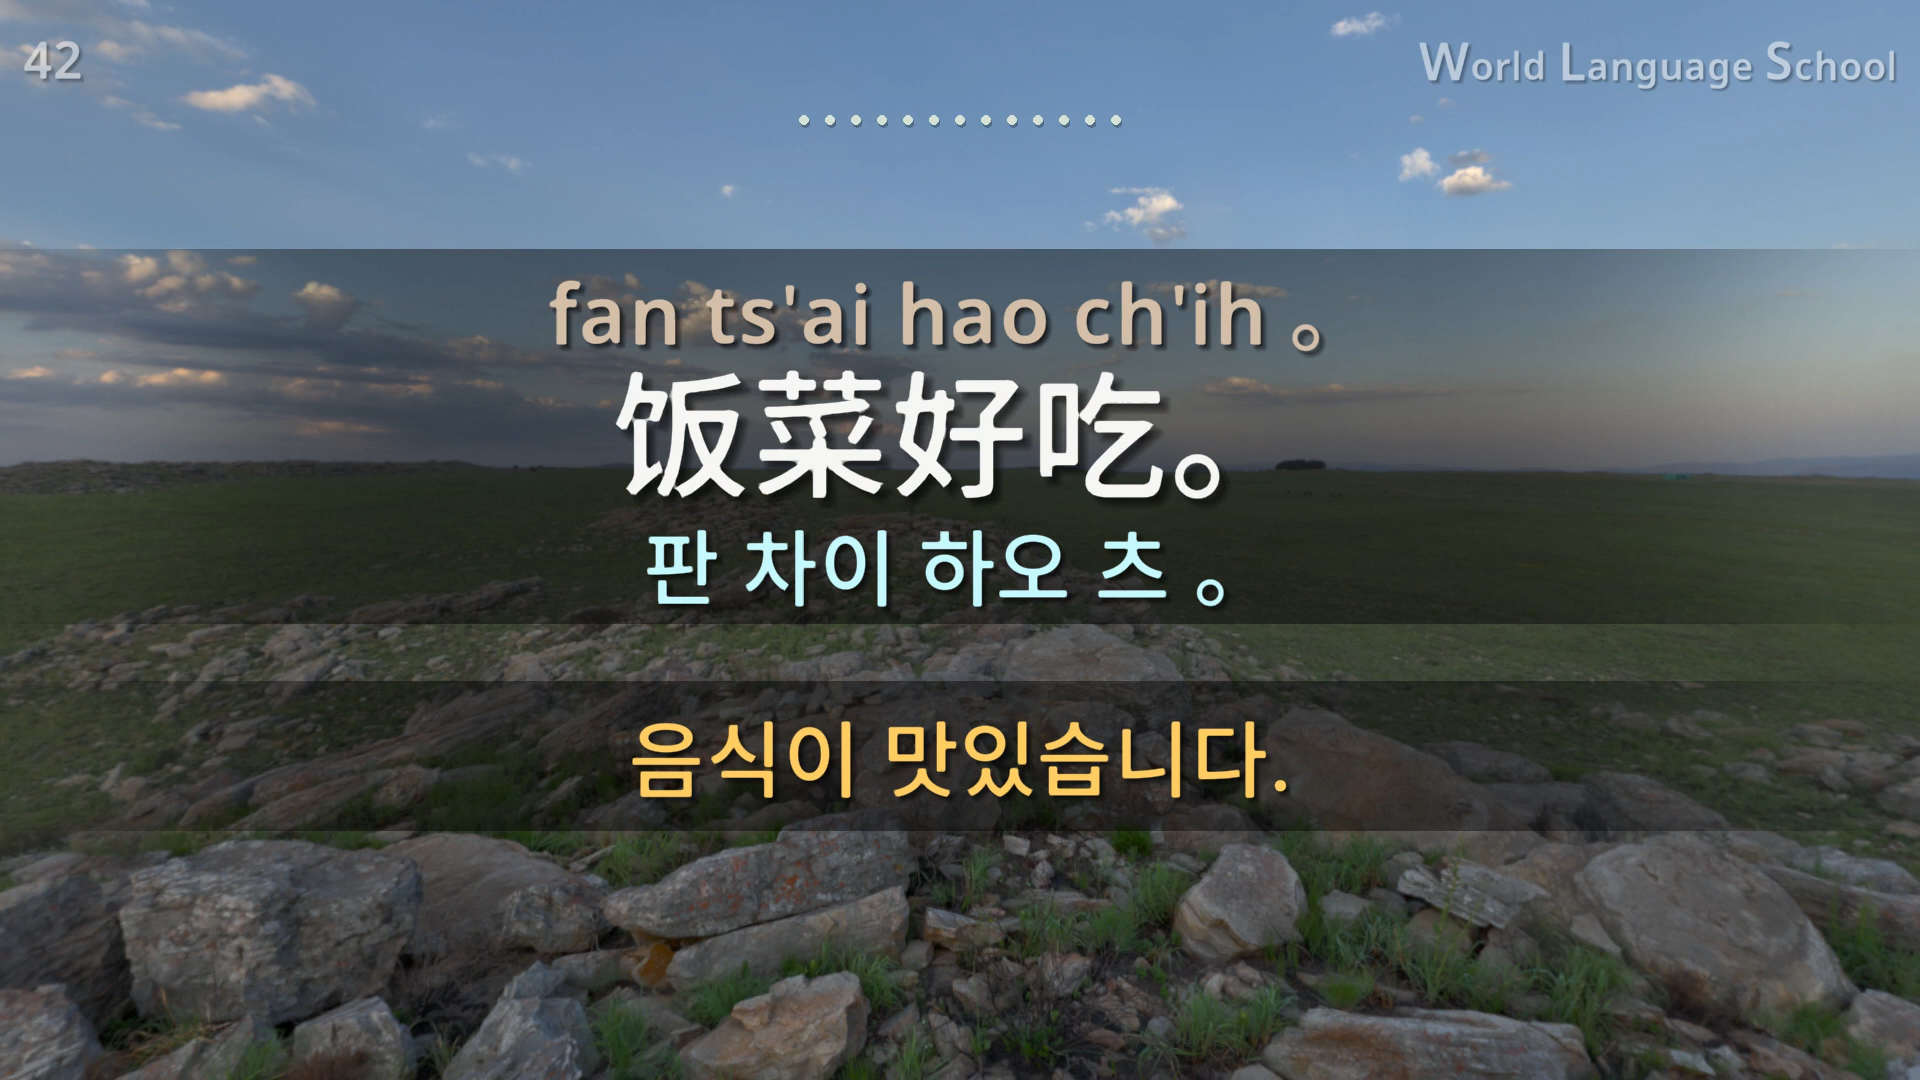 42
World Language School
fan ts'ai hao ch'ih 。
饭菜好吃。
판 차이 하오 츠 。
음식이 맛있습니다.